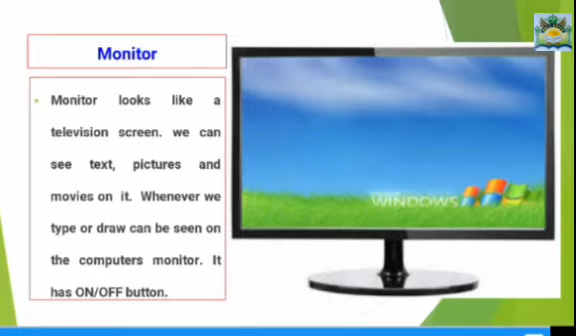 Monitor
Monitor looks like a
television screen. we can
see text, pictures and
movies on it. Whenever we
type or draw can be seen on
the computers monitor. It
has ON/OFF button.
WINDOWS